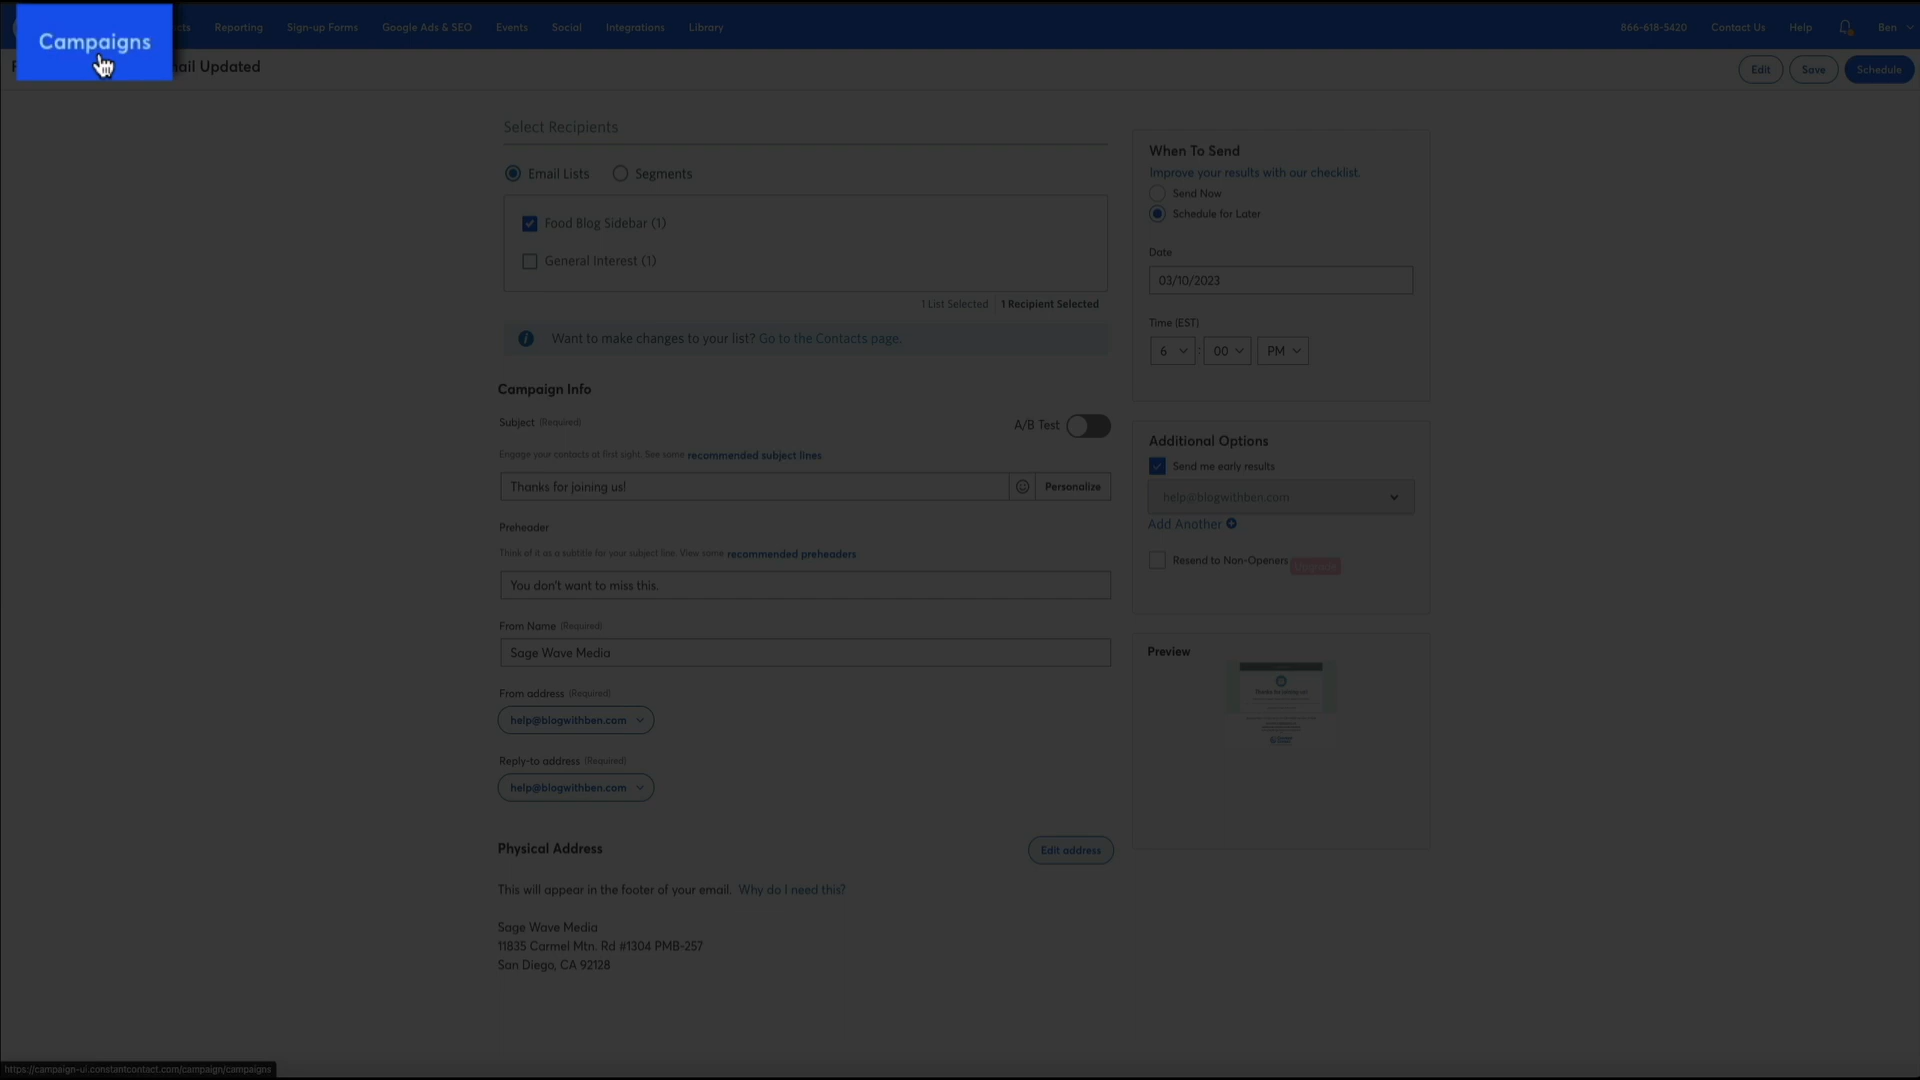 Campaigns
cts
Reporting
Sign-up Forms
Google Ads & SEO
Events
Social
Integrations
Library
866-618-5420
Contact Us
Help
Ben
ail Updated
Edit
Save
Schedule
Select Recipients
Email Lists
Segments
Food Blog Sidebar (1)
General Interest (1)
1 List Selected
1 Recipient Selected
Want to make changes to your list? Go to the Contacts page.
Campaign Info
Subject (Required)
A/B Test
Engage your contacts at first sight. See some recommended subject lines
Thanks for joining us!
Personalize
Preheader
Think of it as a subtitle for your subject line. View some recommended preheaders
You don't want to miss this.
From Name (Required)
Sage Wave Media
From address (Required)
help@blogwithben.com
Reply-to address (Required)
help@blogwithben.com
Physical Address
Edit address
This will appear in the footer of your email. Why do I need this?
Sage Wave Media
11835 Carmel Mtn. Rd #1304 PMB-257
San Diego, CA 92128
When To Send
Improve your results with our checklist.
Send Now
Schedule for Later
Date
03/10/2023
Time (EST)
6 : 00 PM
Additional Options
Send me early results
help@blogwithben.com
Add Another
Resend to Non-Openers Upgrade
Preview
Thanks for joining us!
https://campaign-ui.constantcontact.com/campaign/campaigns